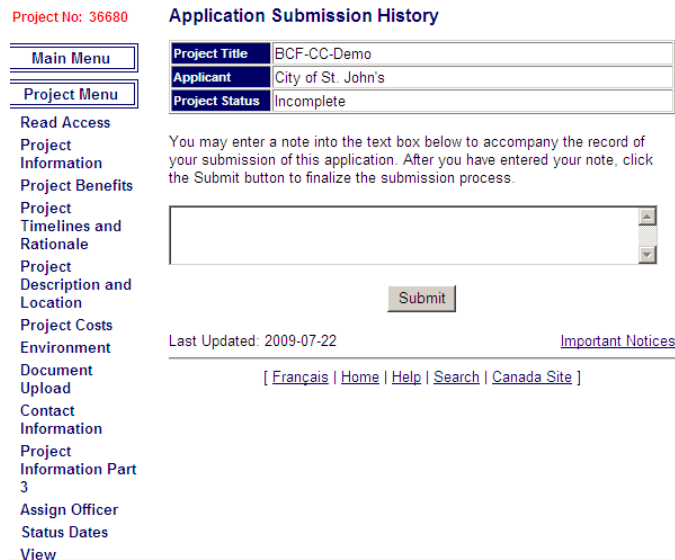 Project No: 36680
Main Menu
Project Menu
Read Access
Project
Information
Project Benefits
Project
Timelines and
Rationale
Project
Description and
Location
Project Costs
Environment
Document
Upload
Contact
Information
Project
Information Part
3
Assign Officer
Status Dates
View
Application Submission History
Project Title BCF-CC-Demo
Applicant City of St. John's
Project Status Incomplete
You may enter a note into the text box below to accompany the record of
your submission of this application. After you have entered your note, click
the Submit button to finalize the submission process.
Submit
Last Updated: 2009-07-22 Important Notices
[ Français | Home | Help | Search | Canada Site ]